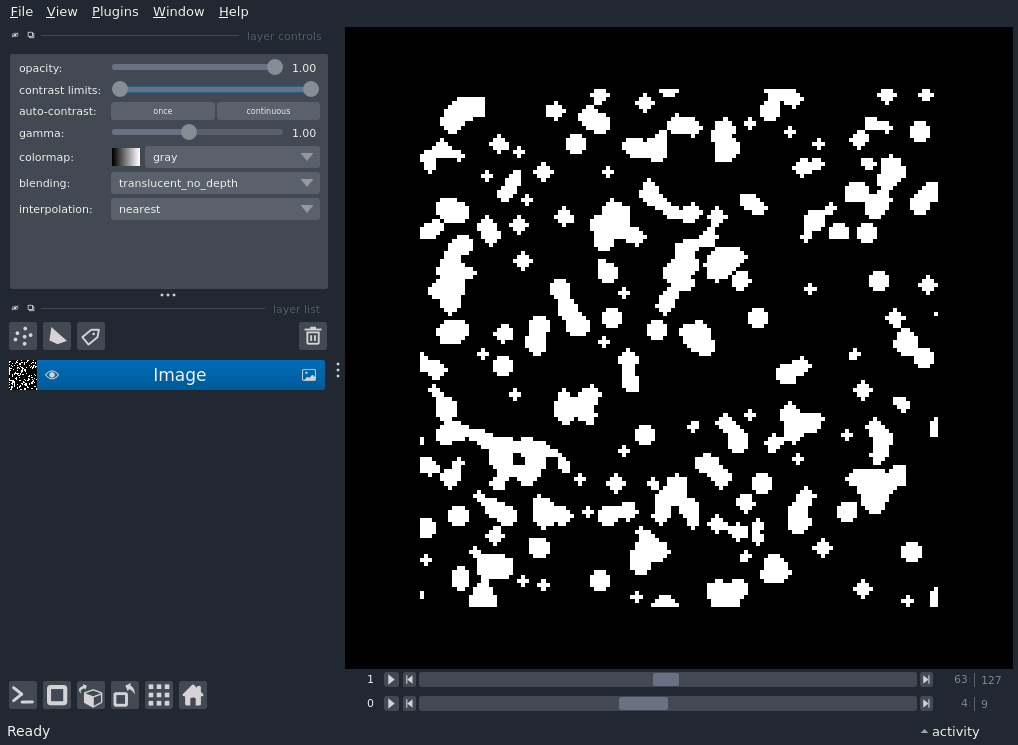 File View Plugins Window Help
layer controls
opacity: 1.00
contrast limits:
auto-contrast: once continuous
gamma: 1.00
colormap: gray
blending: translucent_no_depth
interpolation: nearest
layer list
Image
1 63 127
0 4 9
Ready activity